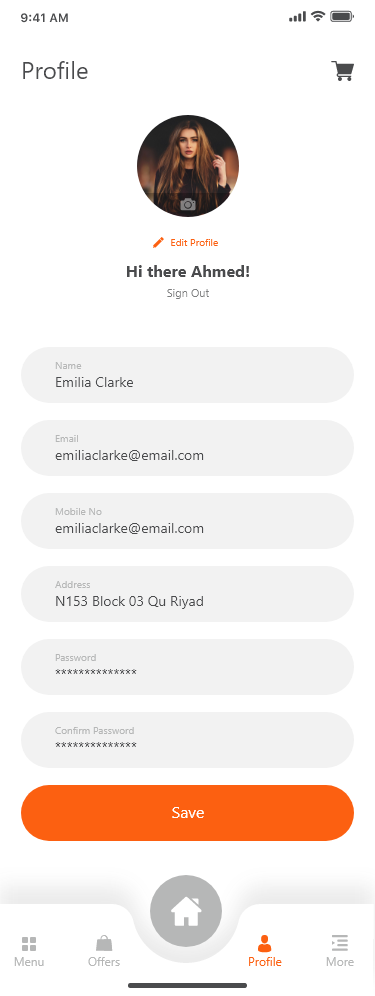 9:41 AM
Profile
Edit Profile
Hi there Ahmed!
Sign Out
Name
Emilia Clarke
Email
emiliaclarke@email.com
Mobile No
emiliaclarke@email.com
Address
N153 Block 03 Qu Riyad
Password
**************
Confirm Password
**************
Save
Menu
Offers
Profile
More